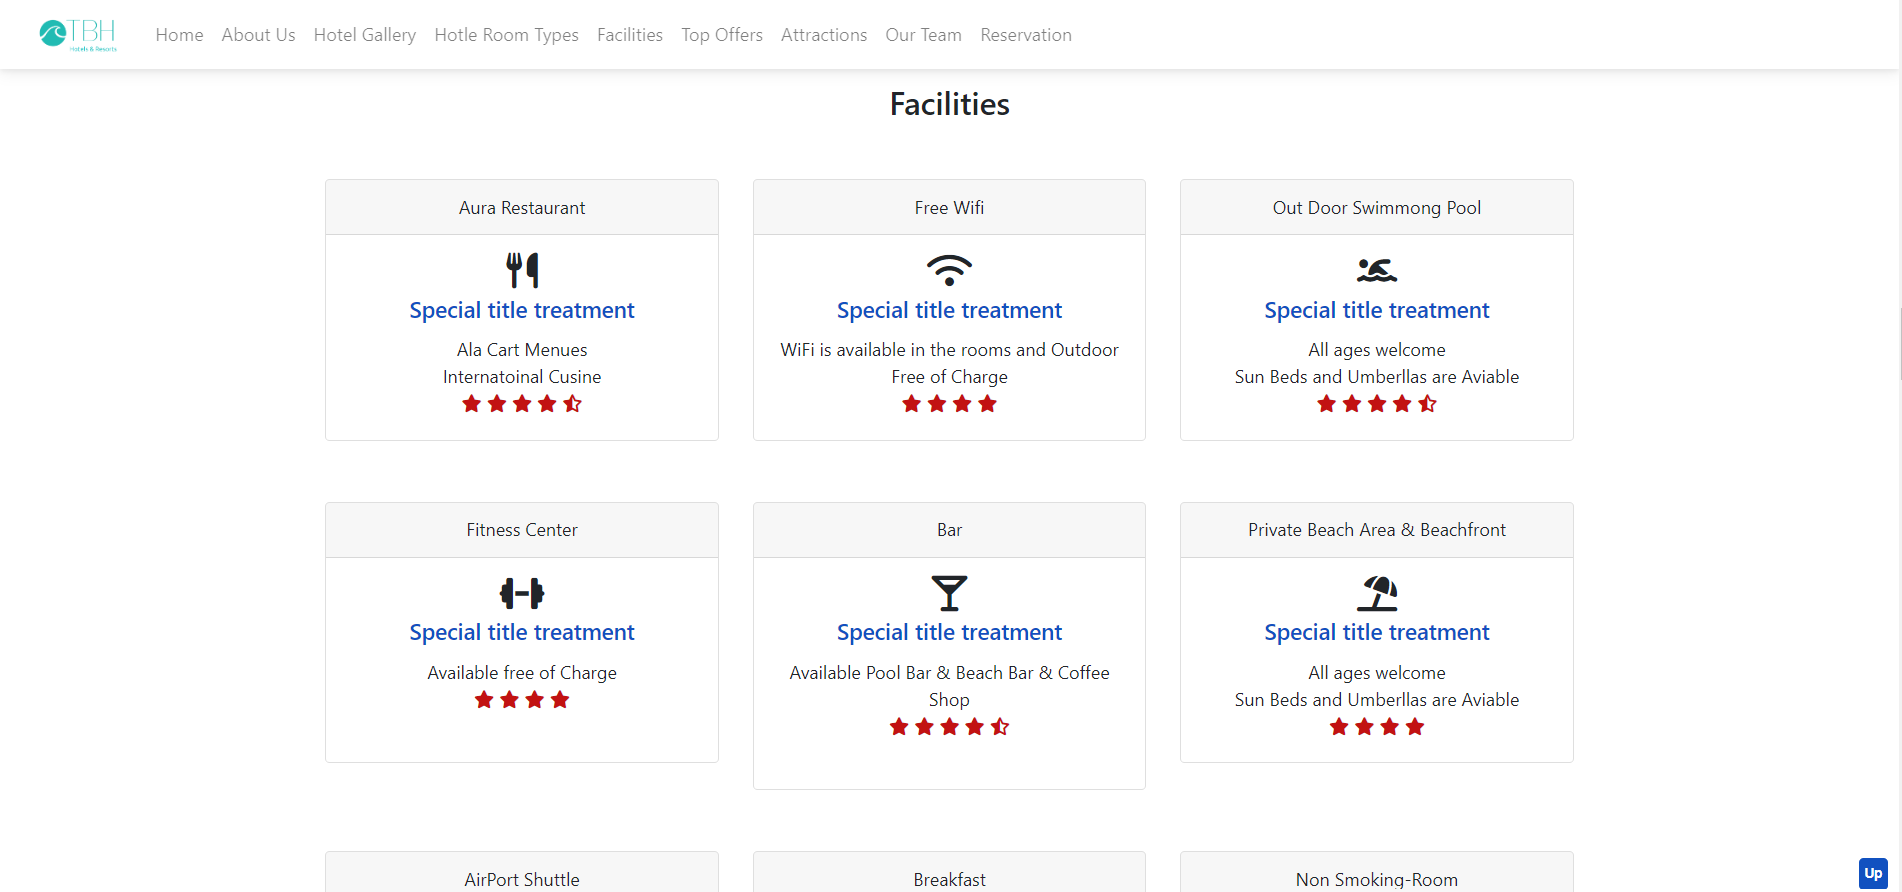 TBH
Hotels & Resorts
Home About Us Hotel Gallery Hotle Room Types Facilities Top Offers Attractions Our Team Reservation
Facilities
Aura Restaurant
Special title treatment
Ala Cart Menues
Internatoinal Cusine
Free Wifi
Special title treatment
WiFi is available in the rooms and Outdoor
Free of Charge
Out Door Swimmong Pool
Special title treatment
All ages welcome
Sun Beds and Umberllas are Aviable
Fitness Center
Special title treatment
Available free of Charge
Bar
Special title treatment
Available Pool Bar & Beach Bar & Coffee
Shop
Private Beach Area & Beachfront
Special title treatment
All ages welcome
Sun Beds and Umberllas are Aviable
AirPort Shuttle
Breakfast
Non Smoking-Room
Up